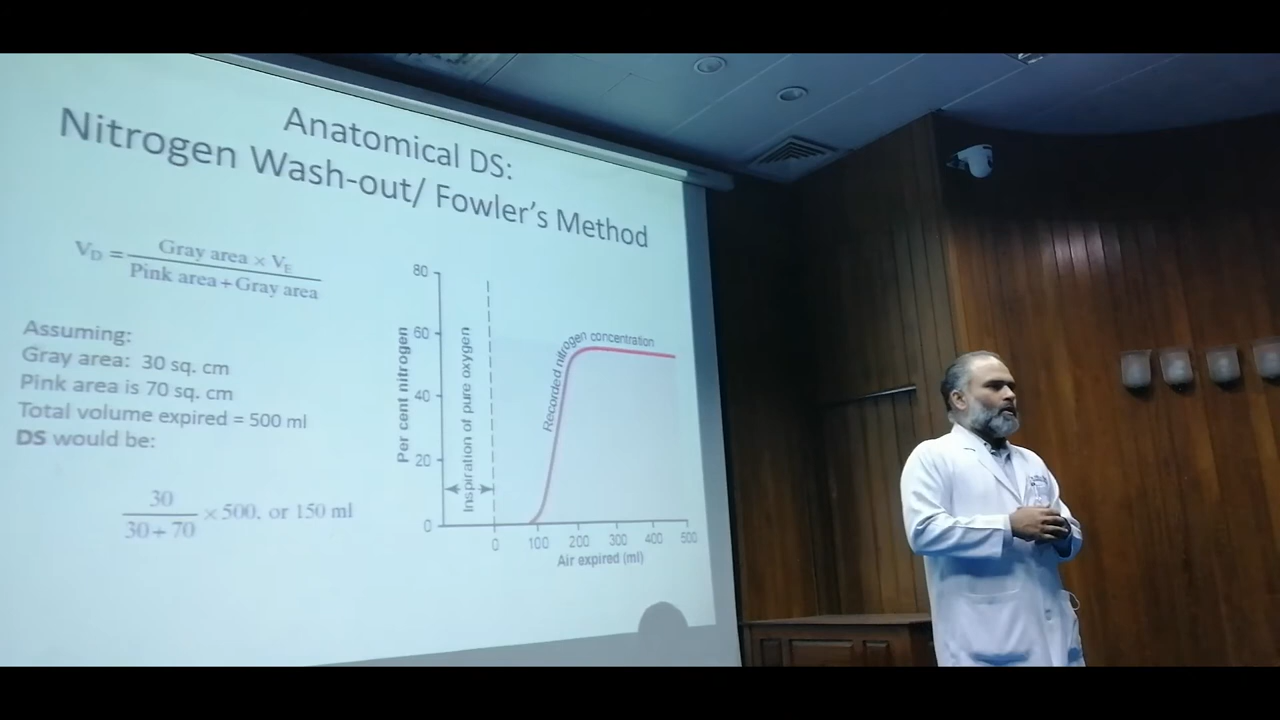 Anatomical DS:
Nitrogen Wash-out/ Fowler's Method
V_D = Gray area × V_E
Pink area + Gray area
Assuming:
Gray area: 30 sq. cm
Pink area is 70 sq. cm
Total volume expired = 500 ml
DS would be:
30
30 + 70
× 500, or 150 ml
Per cent nitrogen
80
60
40
20
0
Inspiration of pure oxygen
Recorded nitrogen concentration
0 100 200 300 400 500
Air expired (ml)